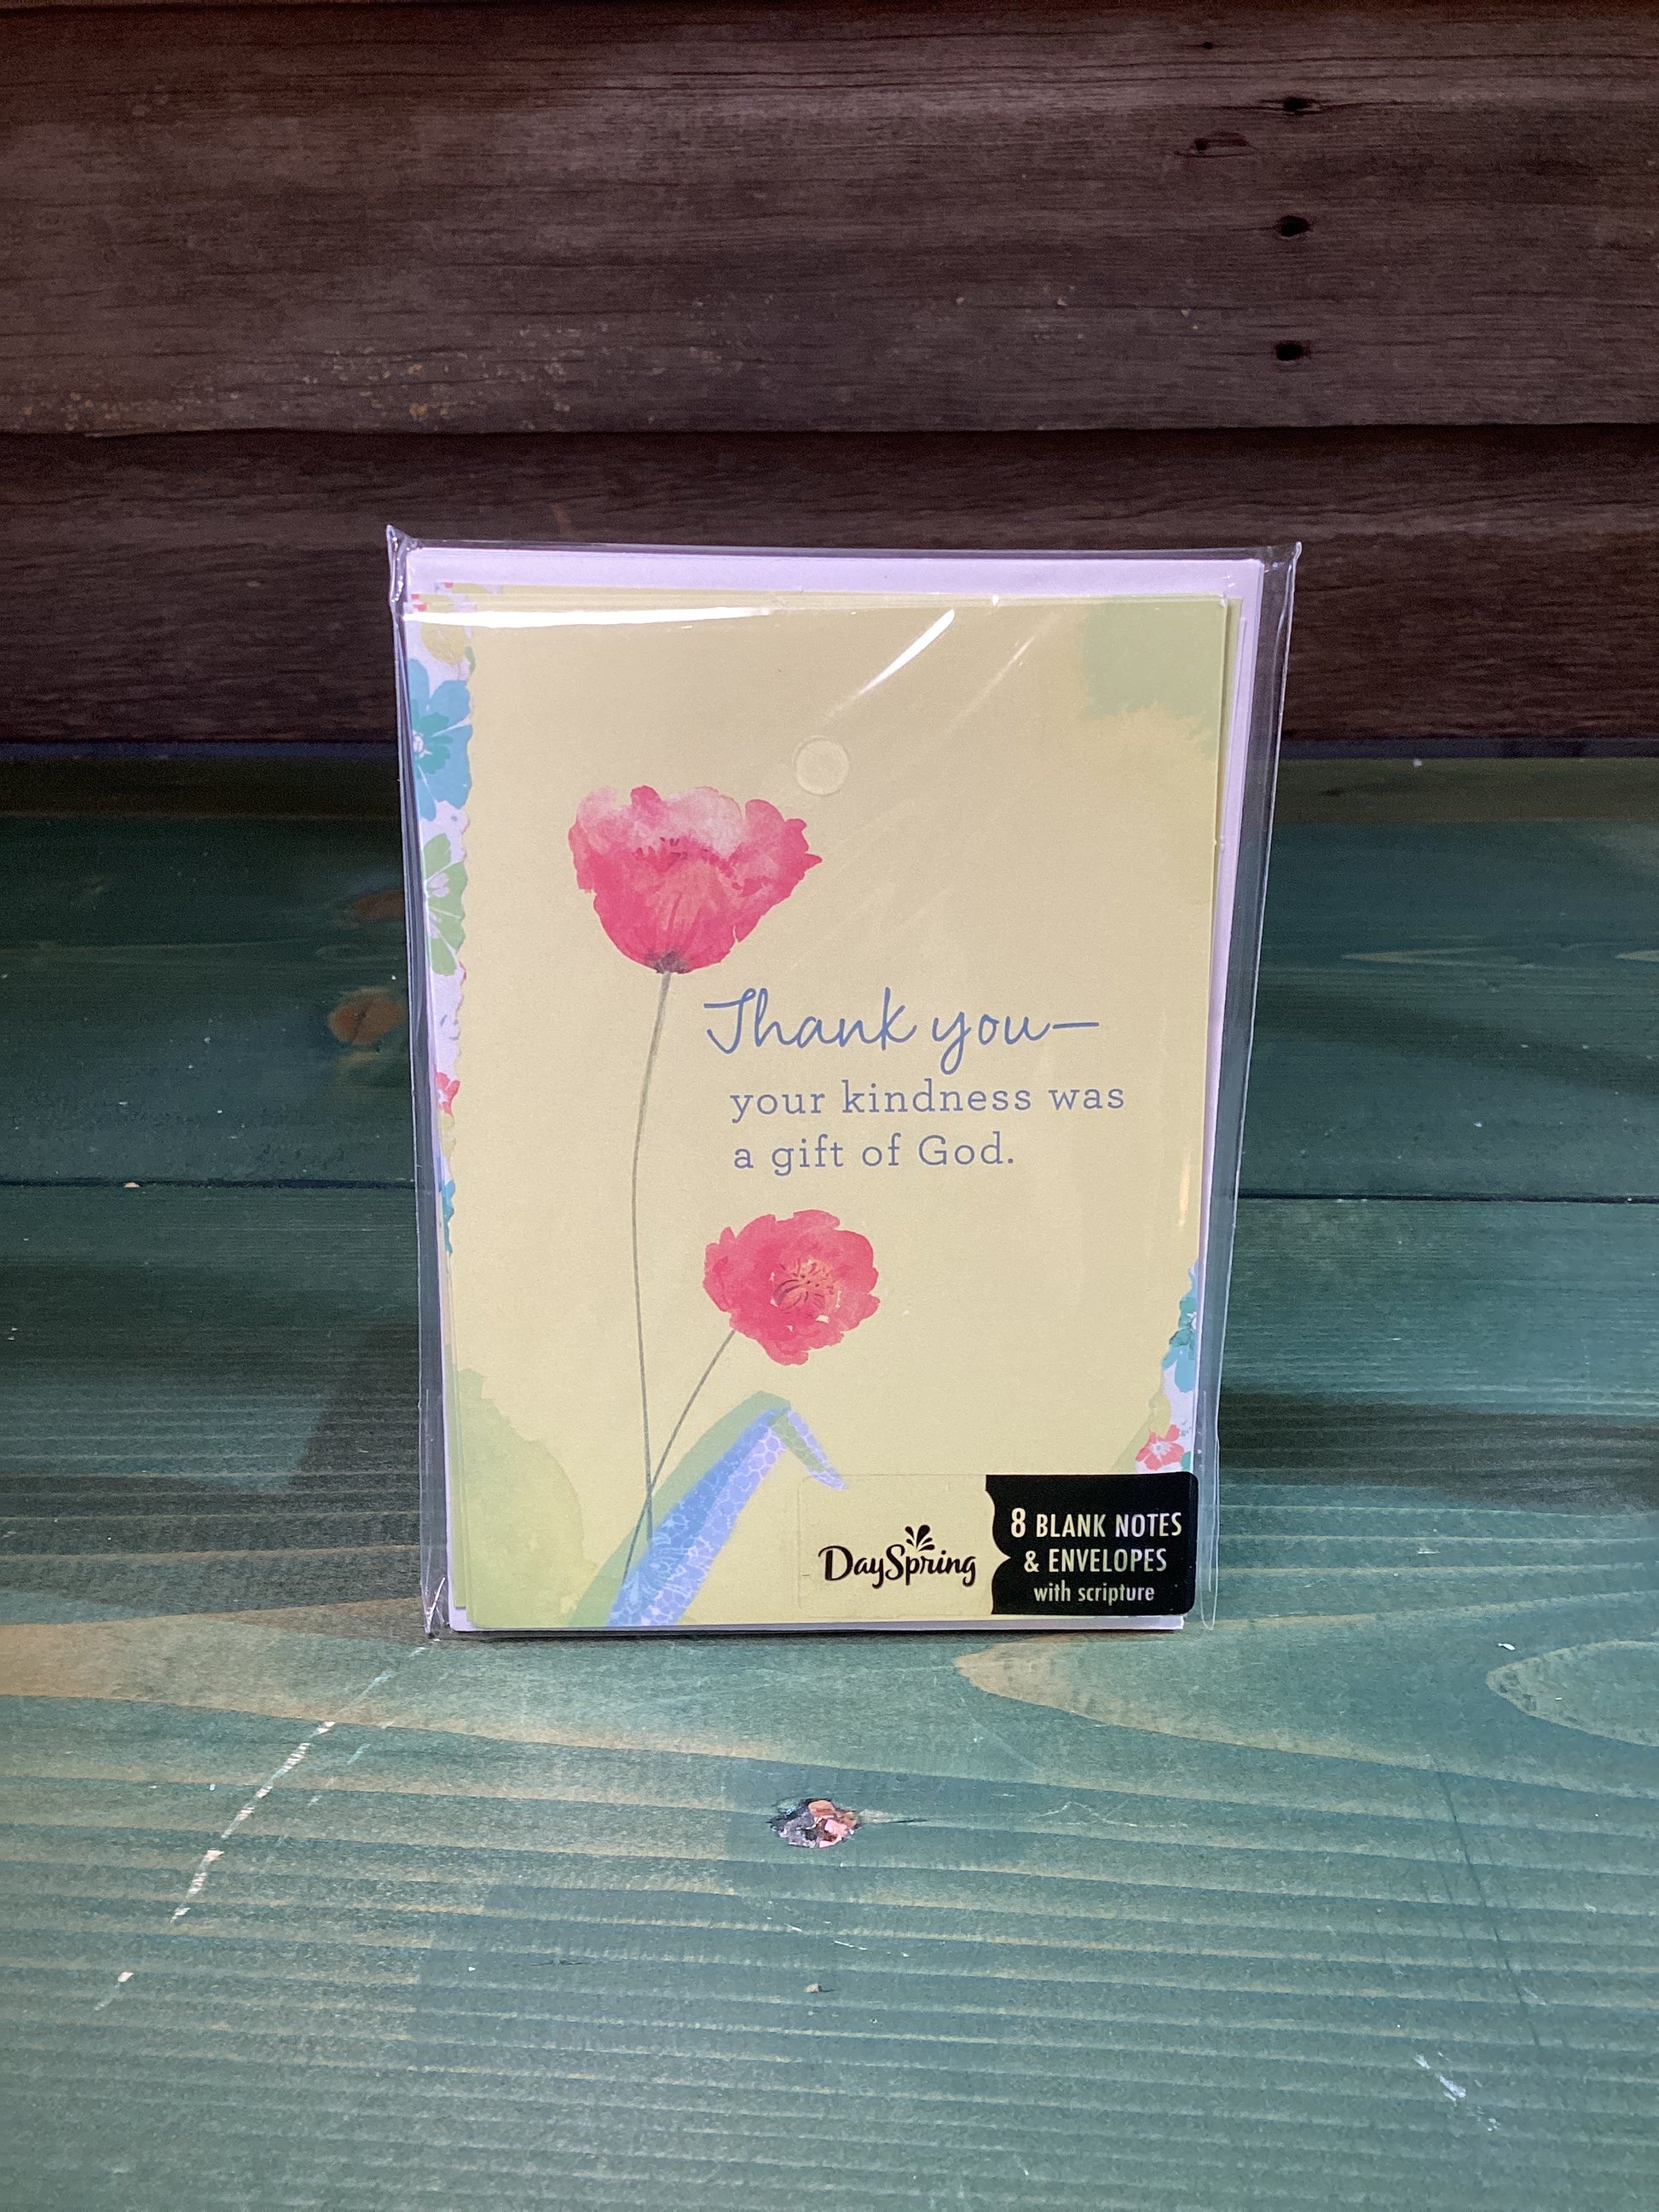 Thank you—
your kindness was
a gift of God.
DaySpring
8 BLANK NOTES
& ENVELOPES
with scripture